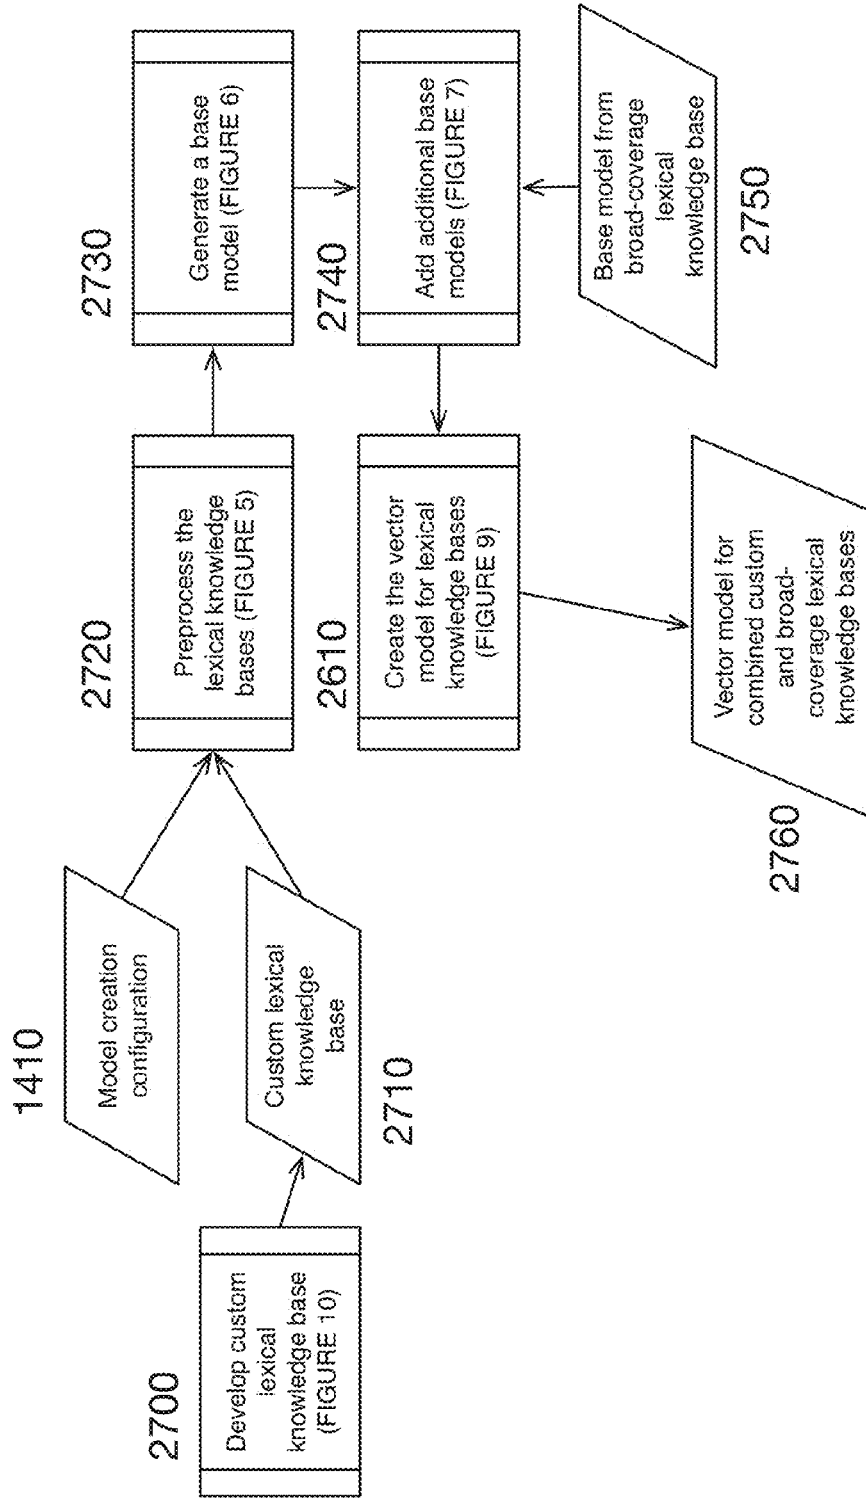 1410
Model creation
configuration
2700
Develop custom
lexical
knowledge base
(FIGURE 10)
Custom lexical
knowledge
base
2710
2720
Preprocess the
lexical knowledge
bases (FIGURE 5)
2730
Generate a base
model (FIGURE 6)
2610
Create the vector
model for lexical
knowledge bases
(FIGURE 9)
2740
Add additional base
models (FIGURE 7)
Base model from
broad-coverage
lexical
knowledge base
2750
2760
Vector model for
combined custom
and broad-
coverage lexical
knowledge bases